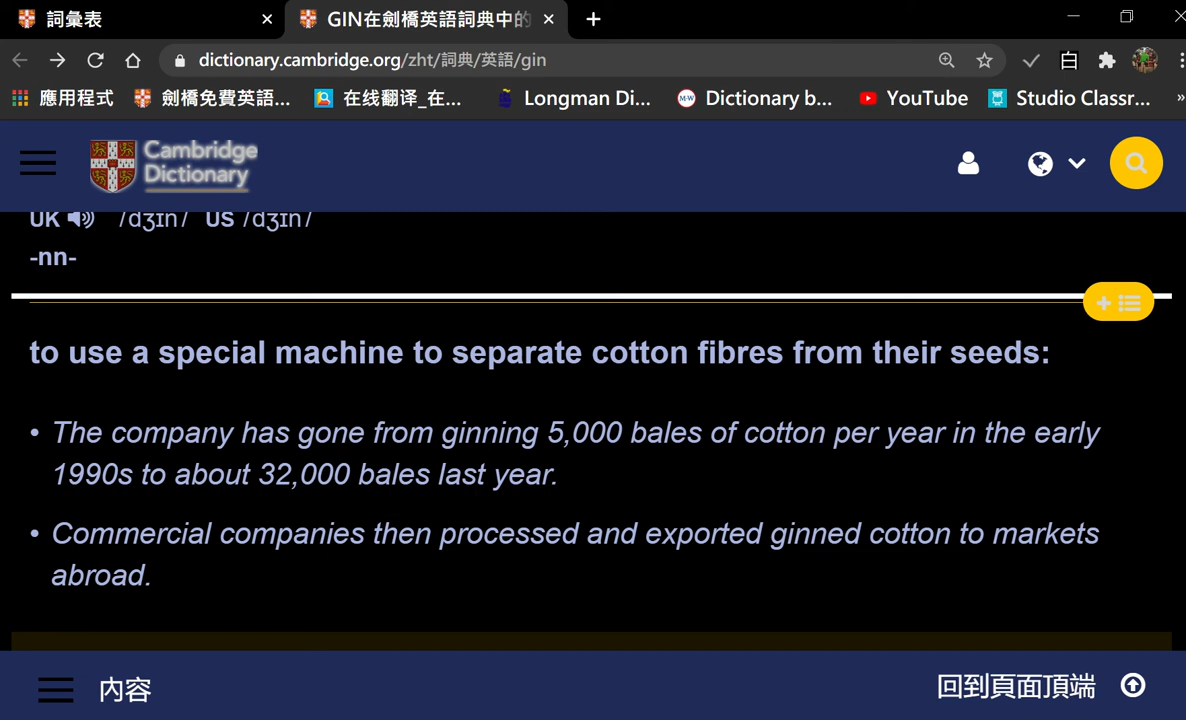 詞彙表
GIN在劍橋英語詞典中的
dictionary.cambridge.org/zht/詞典/英語/gin
白
應用程式 劍橋免費英語... 在线翻译_在... Longman Di... M-W Dictionary b... YouTube Studio Classr... »
Cambridge
Dictionary
UK /dʒɪn/ US /dʒɪn/
-nn-
to use a special machine to separate cotton fibres from their seeds:
• The company has gone from ginning 5,000 bales of cotton per year in the early
1990s to about 32,000 bales last year.
• Commercial companies then processed and exported ginned cotton to markets
abroad.
內容
回到頁面頂端